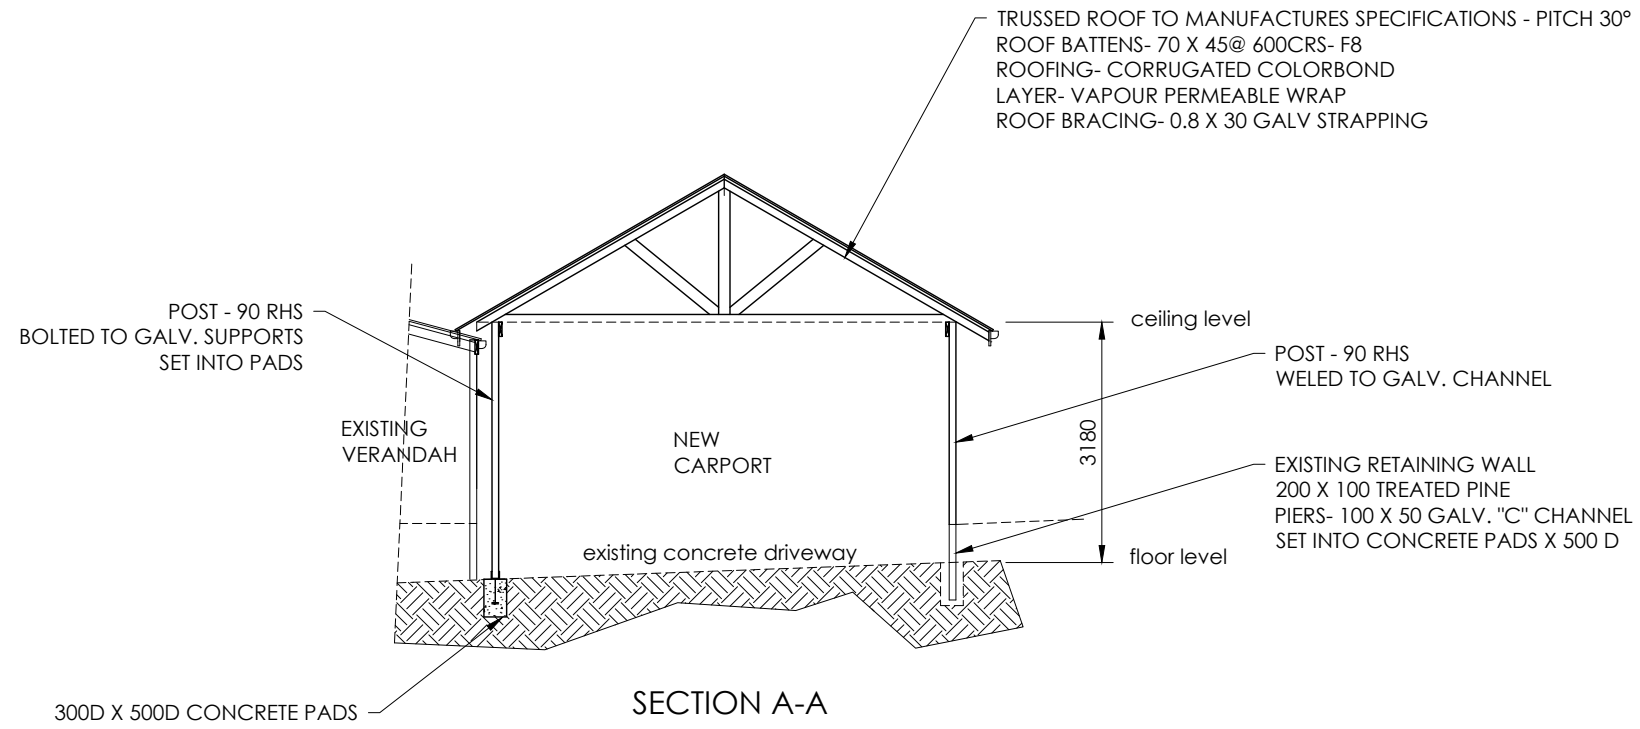 TRUSSED ROOF TO MANUFACTURES SPECIFICATIONS - PITCH 30°
ROOF BATTENS- 70 X 45@ 600CRS- F8
ROOFING- CORRUGATED COLORBOND
LAYER- VAPOUR PERMEABLE WRAP
ROOF BRACING- 0.8 X 30 GALV STRAPPING
POST - 90 RHS
BOLTED TO GALV. SUPPORTS
SET INTO PADS
ceiling level
POST - 90 RHS
WELED TO GALV. CHANNEL
EXISTING
VERANDAH
NEW
CARPORT
3180
EXISTING RETAINING WALL
200 X 100 TREATED PINE
PIERS- 100 X 50 GALV. "C" CHANNEL
SET INTO CONCRETE PADS X 500 D
existing concrete driveway
floor level
300D X 500D CONCRETE PADS
SECTION A-A